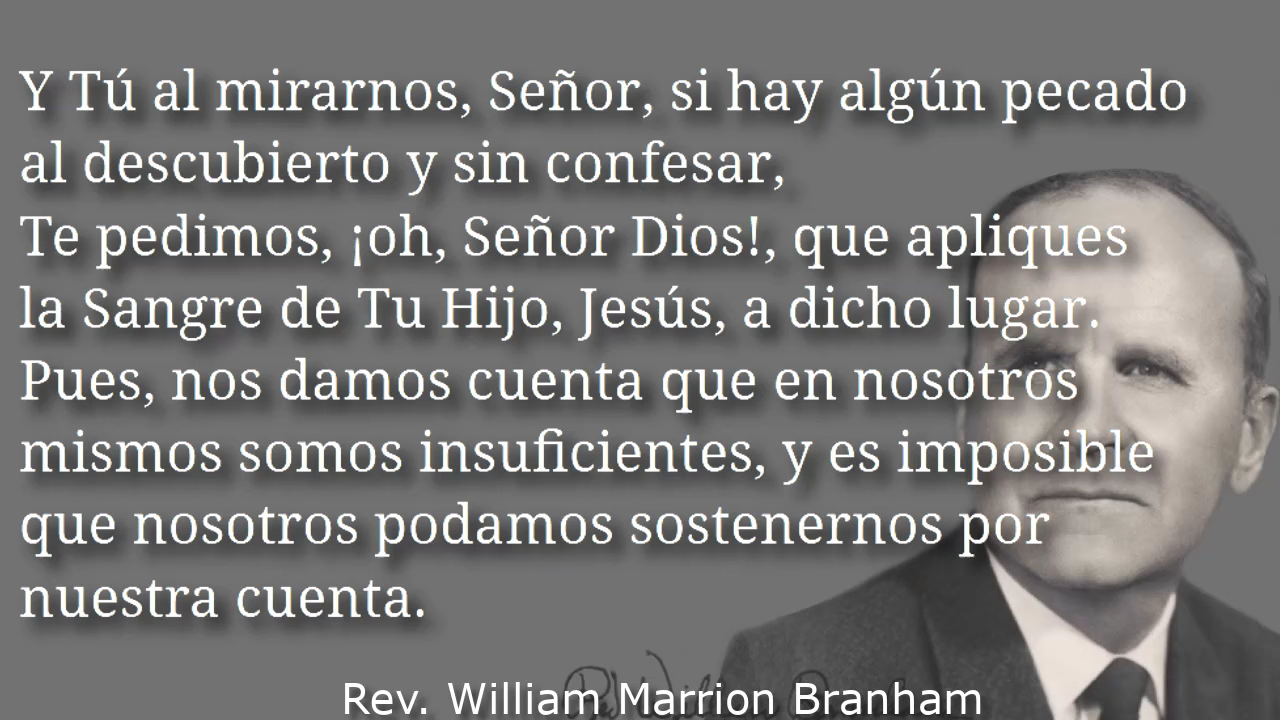 Y Tú al mirarnos, Señor, si hay algún pecado
al descubierto y sin confesar,
Te pedimos, ¡oh, Señor Dios!, que apliques
la Sangre de Tu Hijo, Jesús, a dicho lugar.
Pues, nos damos cuenta que en nosotros
mismos somos insuficientes, y es imposible
que nosotros podamos sostenernos por
nuestra cuenta.
Rev. William Marrion Branham